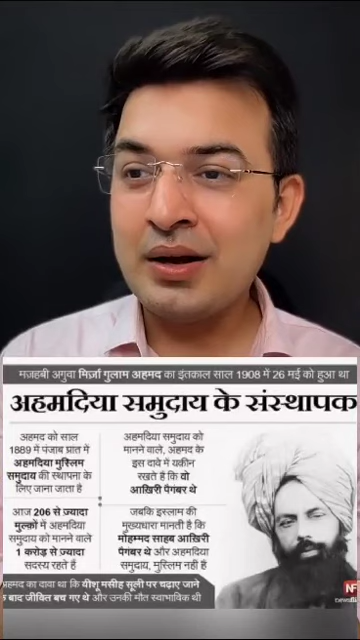 मजहबी अगुवा मिर्ज़ा गुलाम अहमद का इंतकाल साल 1908 में 26 मई को हुआ था
अहमदिया समुदाय के संस्थापक
अहमद को साल
1889 में पंजाब प्रान्त में
अहमदिया मुस्लिम
समुदाय की स्थापना के
लिए जाना जाता है
अहमदिया समुदाय को
मानने वाले, अहमद के
इस दावे में यकीन
रखते हैं कि वो
आखिरी पैगंबर थे
आज 206 से ज़्यादा
मुल्कों में अहमदिया
समुदाय को मानने वाले
1 करोड़ से ज़्यादा
सदस्य रहते हैं
जबकि इस्लाम की
मुख्यधारा मानती है कि
मोहम्मद साहब आखिरी
पैगंबर थे और अहमदिया
समुदाय, मुस्लिम नहीं हैं
अहमद का दावा था कि यीशू मसीह सूली पर चढ़ाए जाने
के बाद जीवित बच गए थे और उनकी मौत स्वाभाविक थी